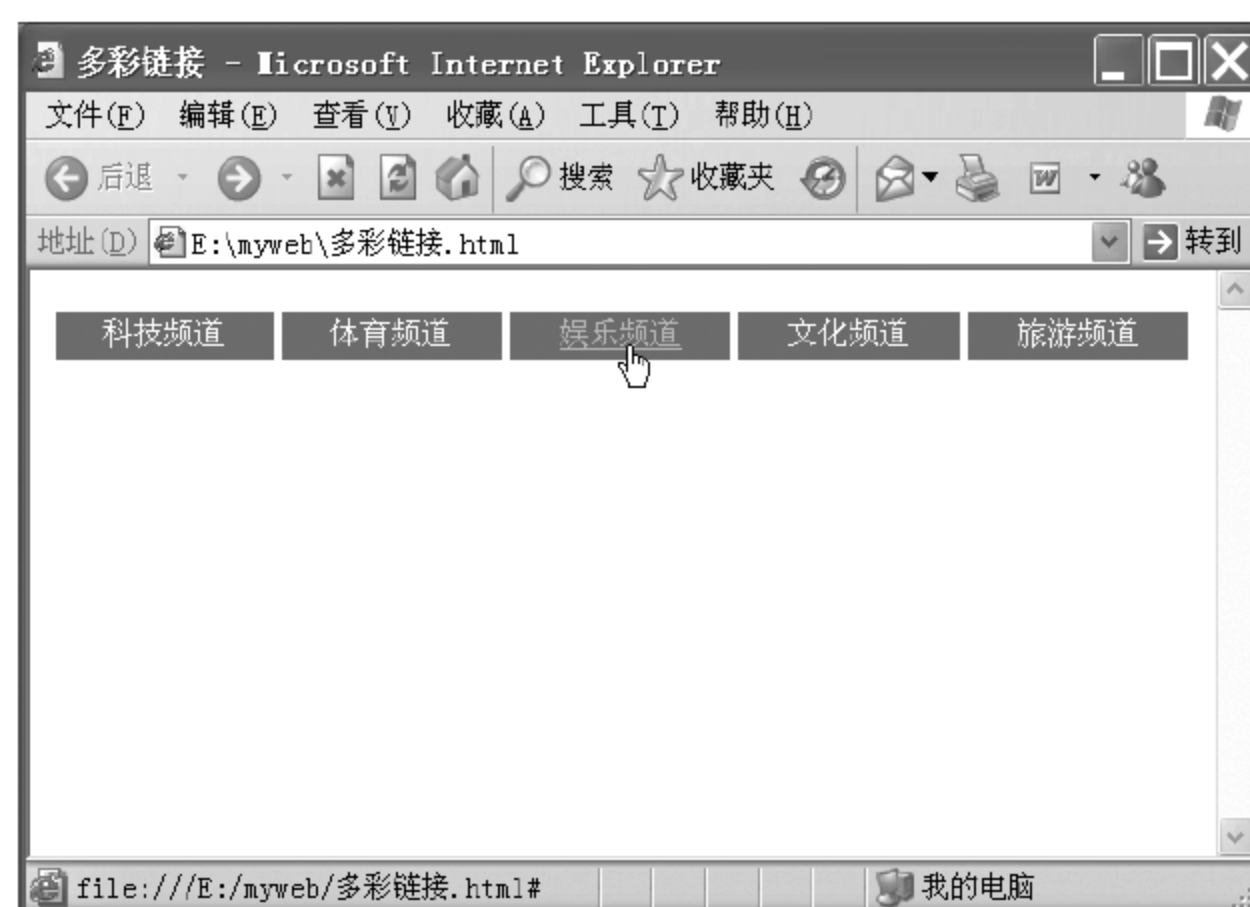 多彩链接 - Microsoft Internet Explorer
文件(F) 编辑(E) 查看(V) 收藏(A) 工具(T) 帮助(H)
后退 搜索 收藏夹 W
地址(D) E:\myweb\多彩链接.html 转到
科技频道 体育频道 娱乐频道 文化频道 旅游频道
file:///E:/myweb/多彩链接.html# 我的电脑